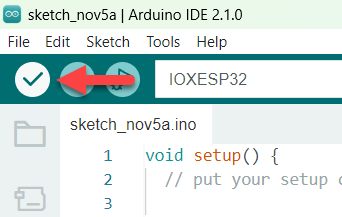 sketch_nov5a | Arduino IDE 2.1.0
File Edit Sketch Tools Help
IOXESP32
sketch_nov5a.ino
1 void setup() {
2 // put your setup
3